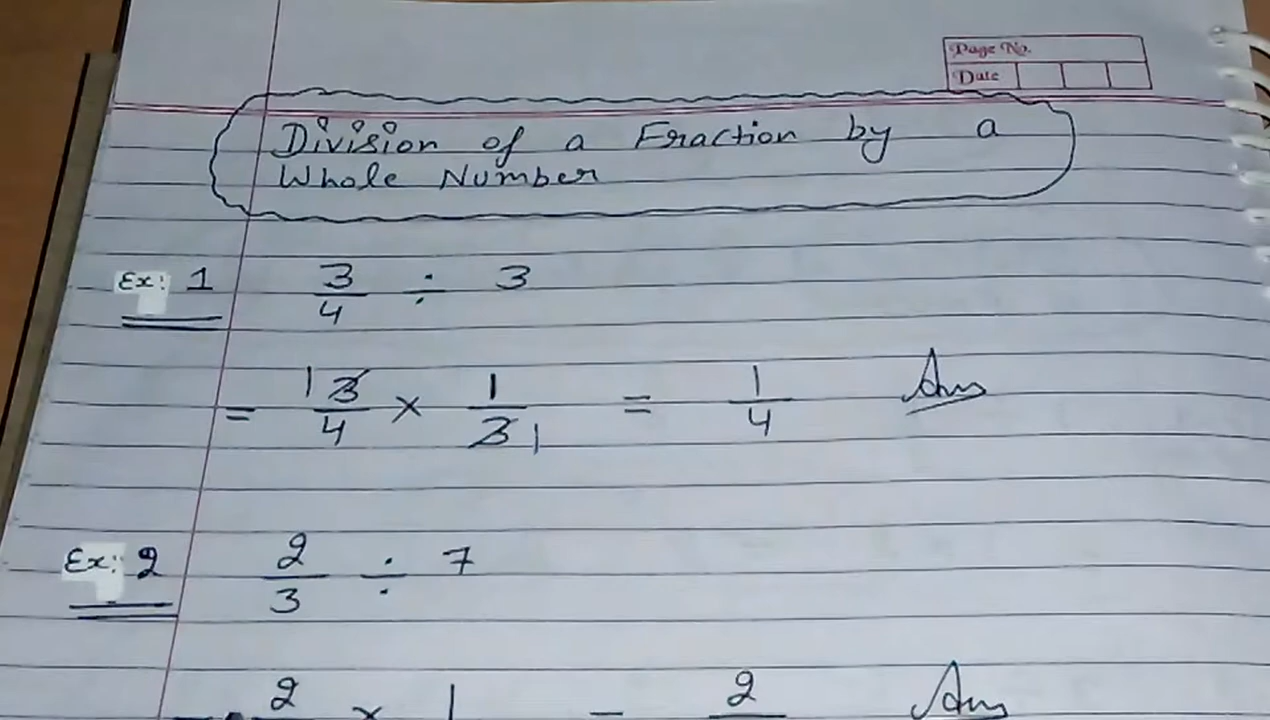 Page No.
Date
Division of a Fraction by a
Whole Number
Ex: 1 3/4 ÷ 3
= 1 3/4 × 1/3 1 = 1/4 Ans
Ex: 2 2/3 ÷ 7
= 2 × 1 = 2 Ans